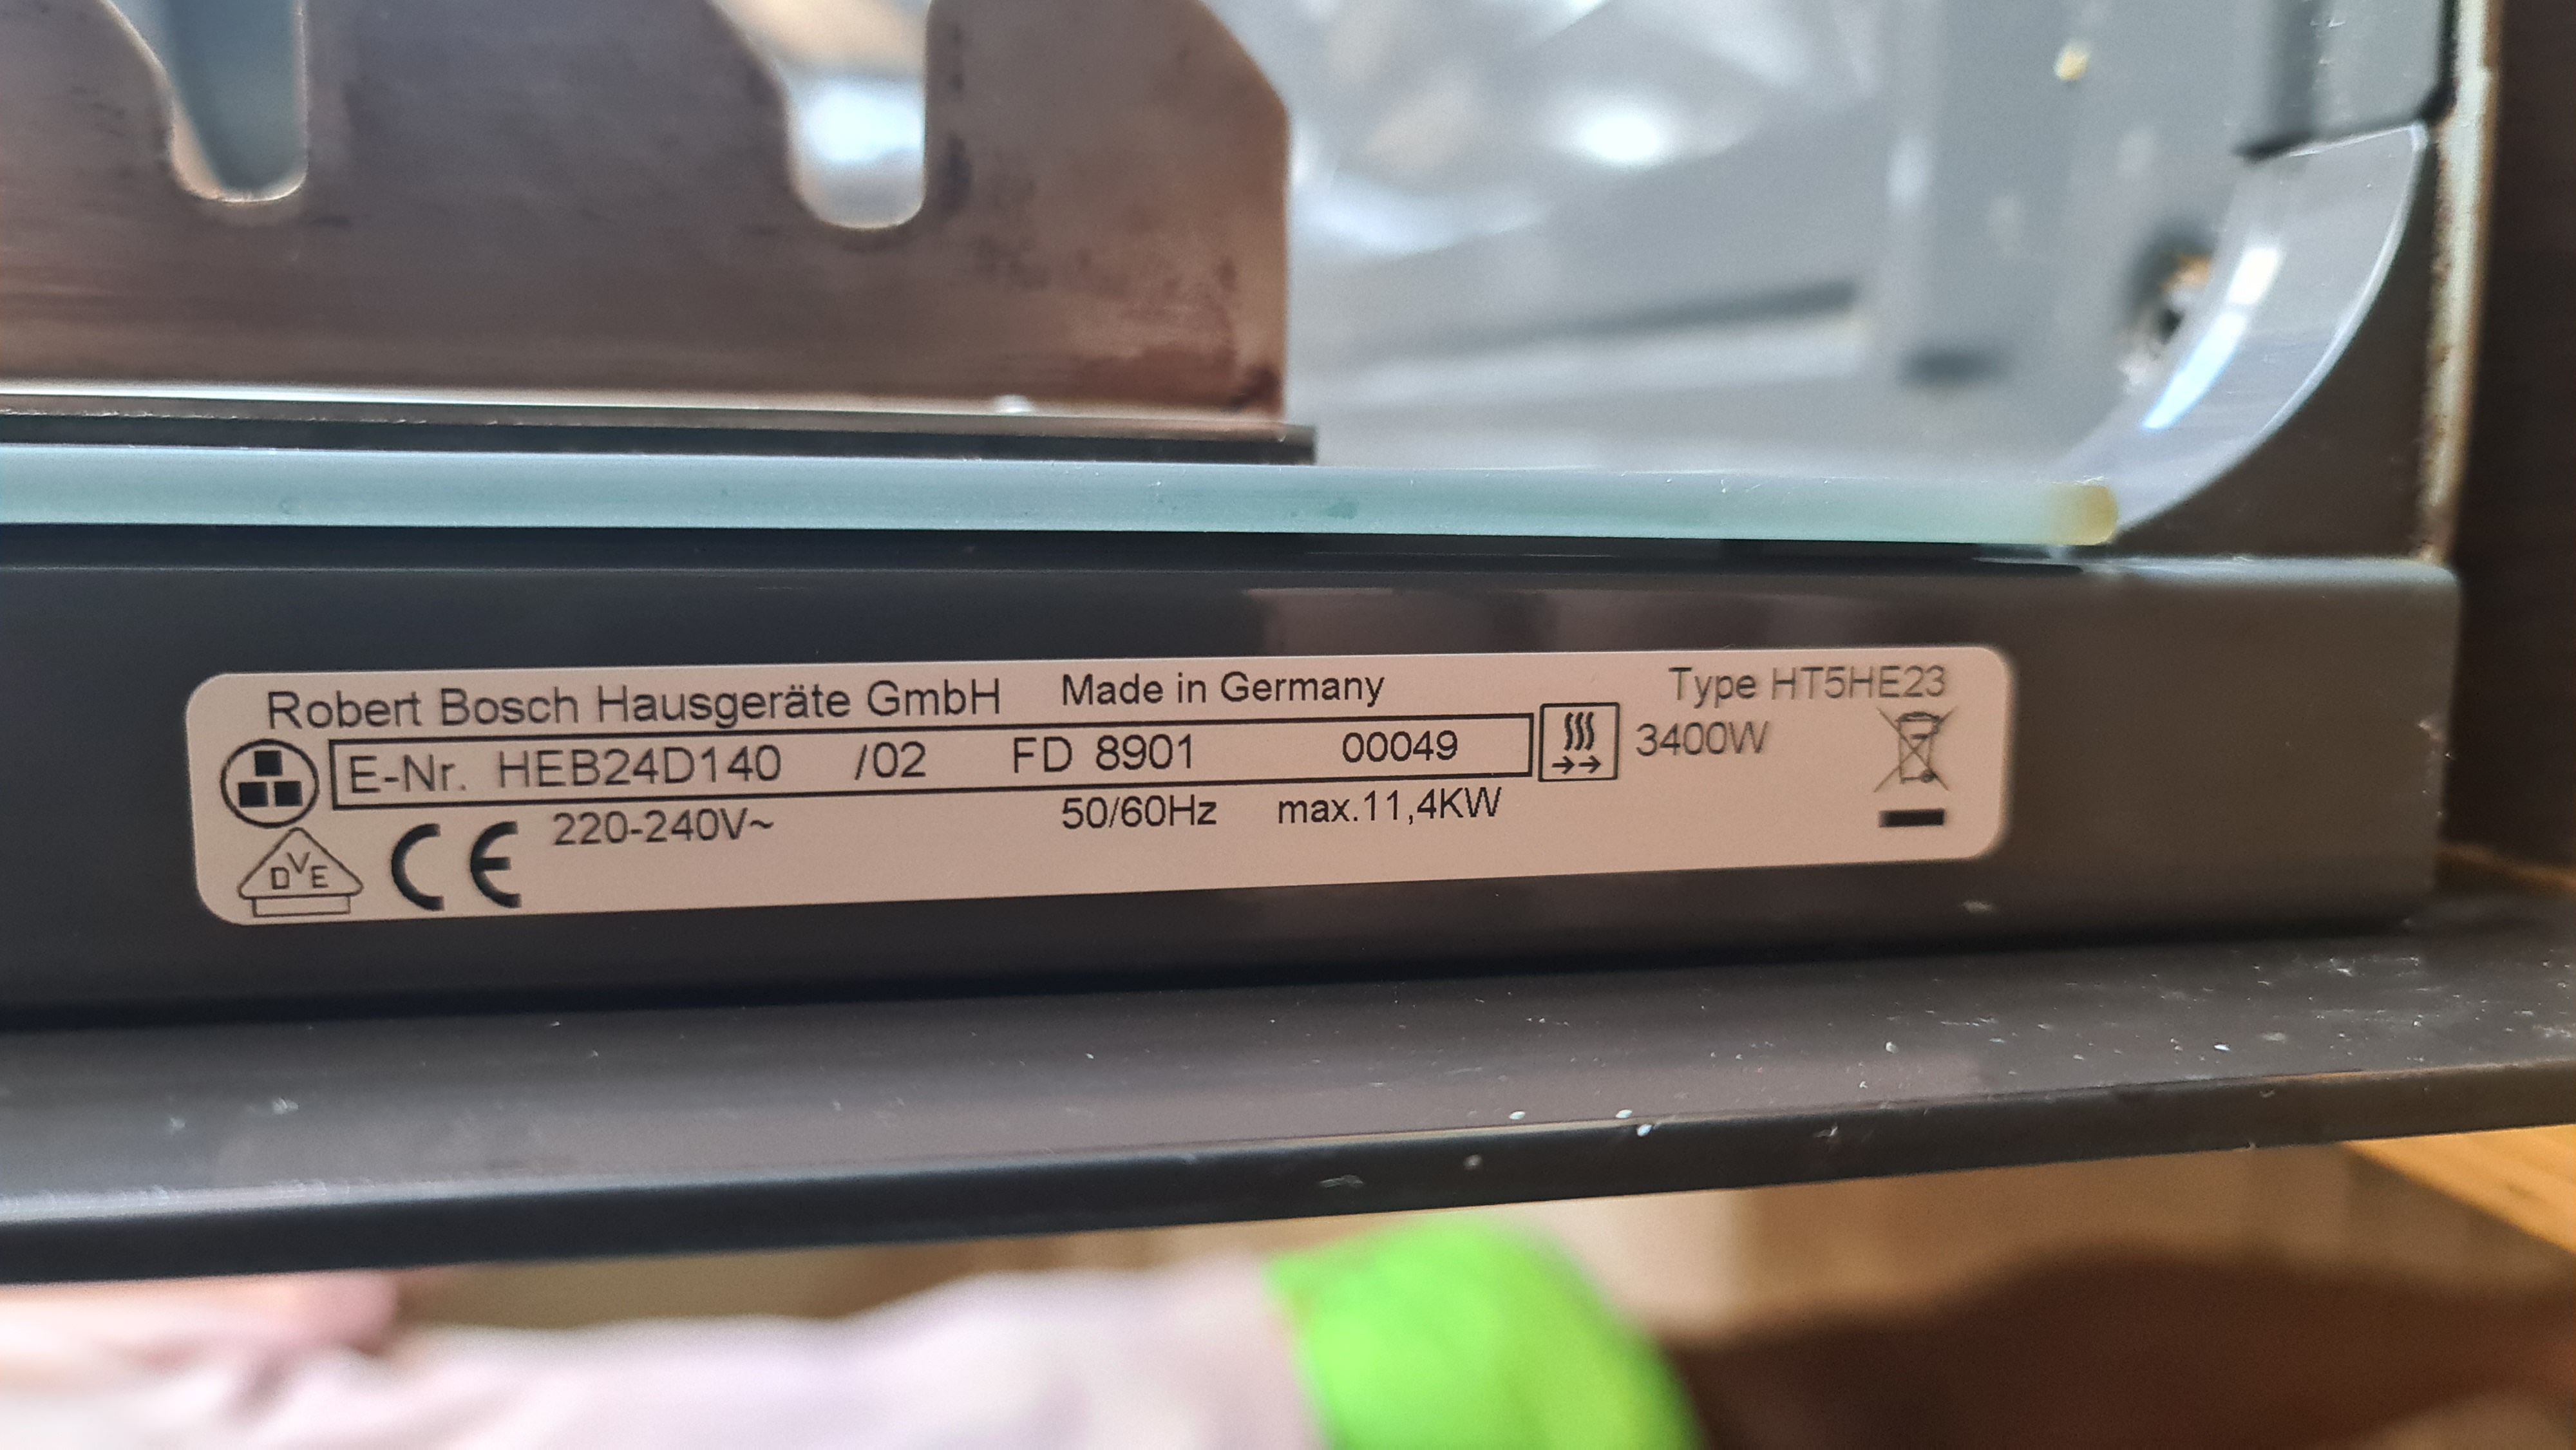 Robert Bosch Hausgeräte GmbH Made in Germany Type HT5HE23
E-Nr. HEB24D140 /02 FD 8901 00049 3400W
220-240V~ 50/60Hz max.11,4KW
DVE CE